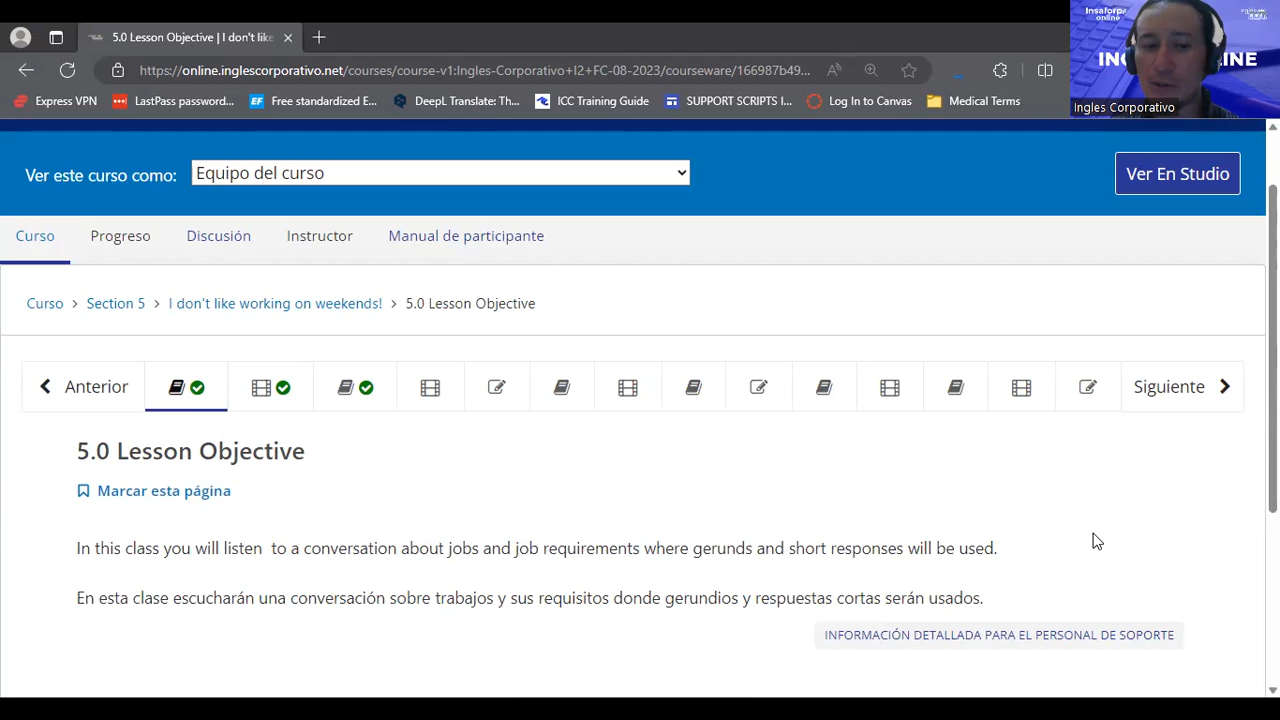 5.0 Lesson Objective | I don't like
https://online.inglescorporativo.net/courses/course-v1:Ingles-Corporativo+I2+FC-08-2023/courseware/166987b49...
Express VPN
LastPass password...
Free standardized E...
DeepL Translate: Th...
ICC Training Guide
SUPPORT SCRIPTS I...
Log In to Canvas
Medical Terms
Insaforp
online
Ingles Corporativo
Ver este curso como:
Equipo del curso
Ver En Studio
Curso
Progreso
Discusión
Instructor
Manual de participante
Curso > Section 5 > I don't like working on weekends! > 5.0 Lesson Objective
Anterior
Siguiente
5.0 Lesson Objective
Marcar esta página
In this class you will listen to a conversation about jobs and job requirements where gerunds and short responses will be used.
En esta clase escucharán una conversación sobre trabajos y sus requisitos donde gerundios y respuestas cortas serán usados.
INFORMACIÓN DETALLADA PARA EL PERSONAL DE SOPORTE